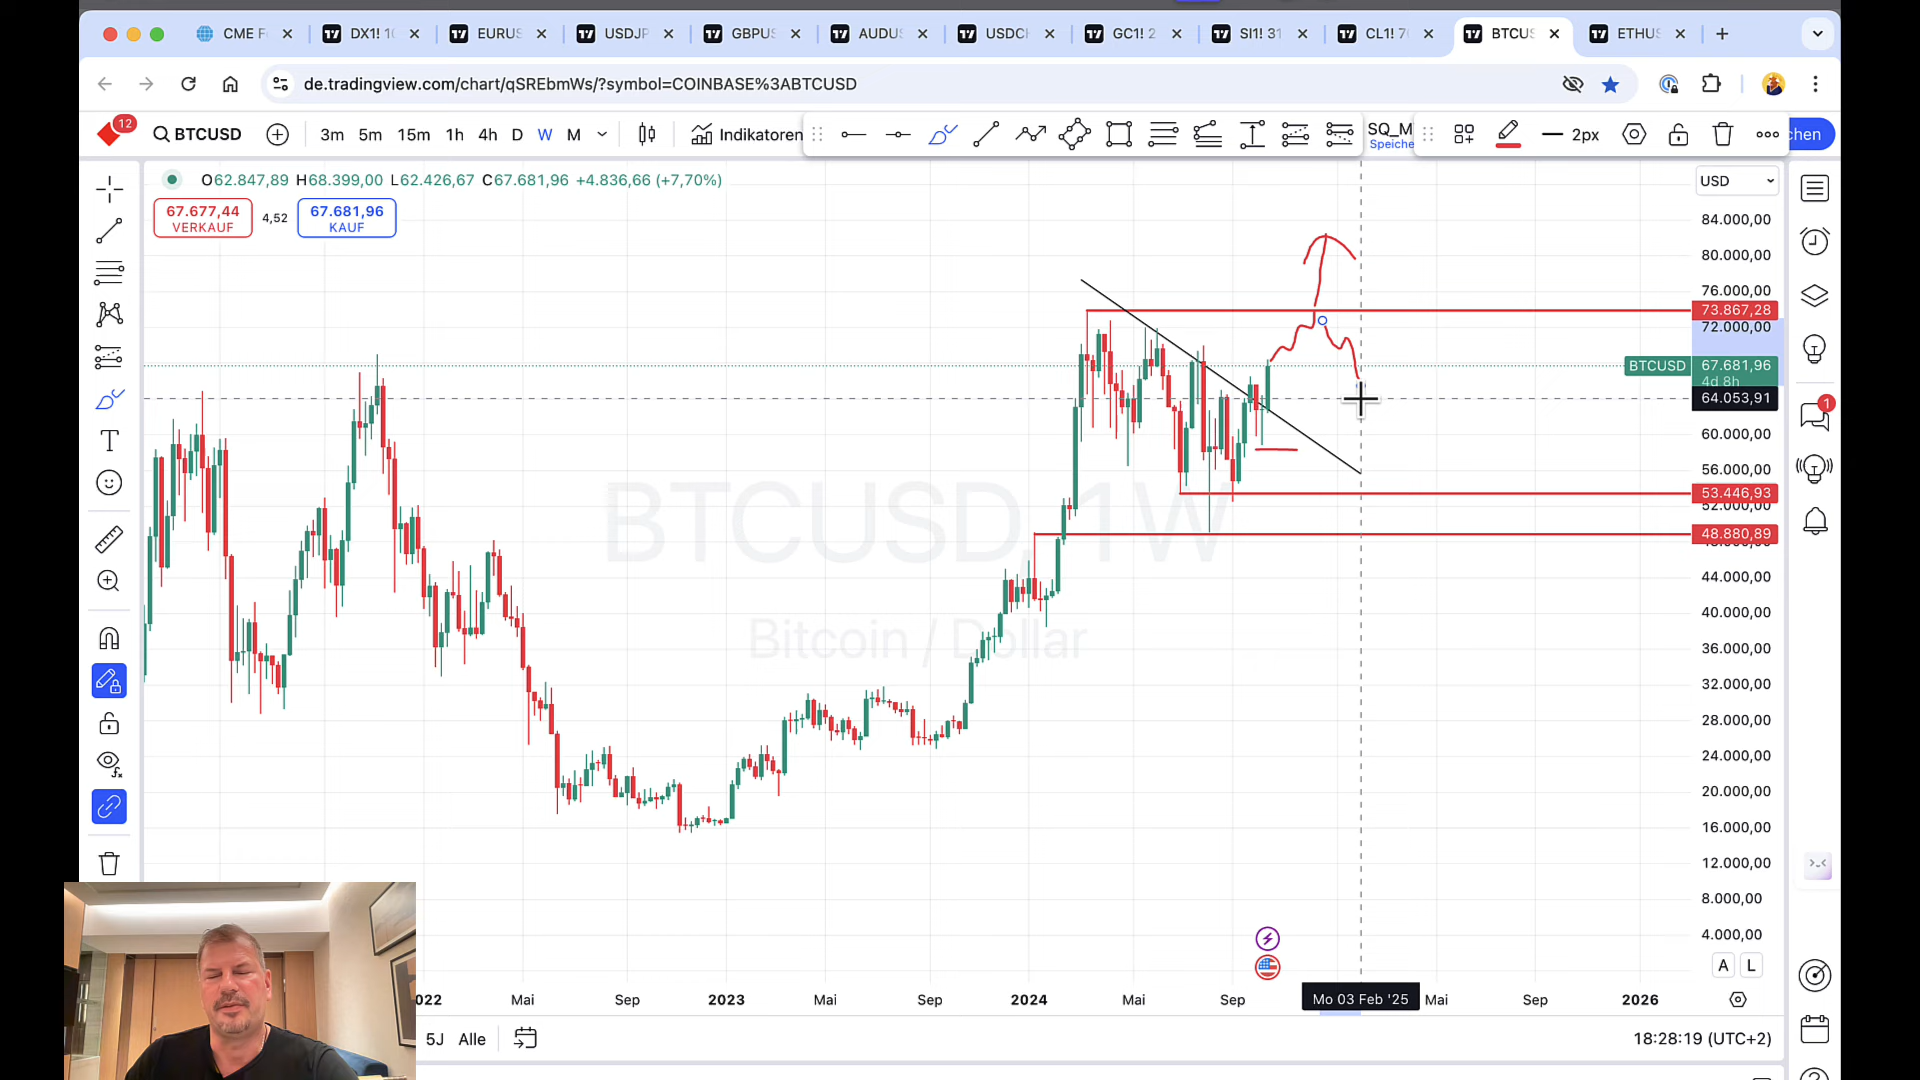 CME F
DX1! 10
EURUS
USDJP
GBPUS
AUDUS
USDCH
GC1! 2
SI1! 31
CL1! 70
BTCUS
ETHUS
de.tradingview.com/chart/qSREbmWs/?symbol=COINBASE%3ABTCUSD
12
BTCUSD
3m 5m 15m 1h 4h D W M
Indikatoren
SQ_M
Speiche
2px
chen
O62.847,89 H68.399,00 L62.426,67 C67.681,96 +4.836,66 (+7,70%)
67.677,44
VERKAUF
4,52
67.681,96
KAUF
USD
84.000,00
80.000,00
76.000,00
73.867,28
72.000,00
BTCUSD
67.681,96
4d 8h
64.053,91
60.000,00
56.000,00
53.446,93
52.000,00
48.880,89
44.000,00
40.000,00
36.000,00
32.000,00
28.000,00
24.000,00
20.000,00
16.000,00
12.000,00
8.000,00
4.000,00
BTCUSD, 1W
Bitcoin / Dollar
1
A L
022 Mai Sep 2023 Mai Sep 2024 Mai Sep Mo 03 Feb '25 Mai Sep 2026
5J Alle
18:28:19 (UTC+2)